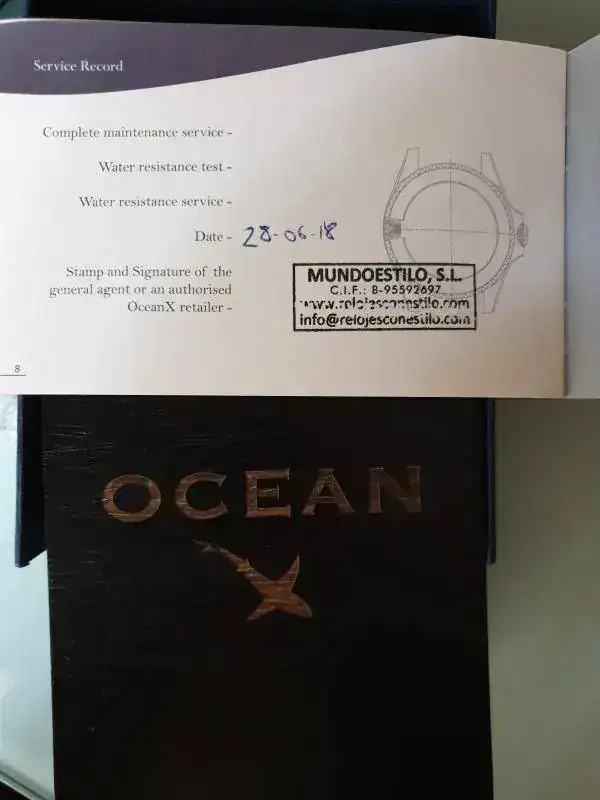 Service Record
Complete maintenance service -
Water resistance test -
Water resistance service -
Date - 28-06-18
Stamp and Signature of the
general agent or an authorised
OceanX retailer -
MUNDOESTILO, S.L.
C.I.F.: B-95592697
www.relojesconestilo.com
info@relojesconestilo.com
8
OCEAN